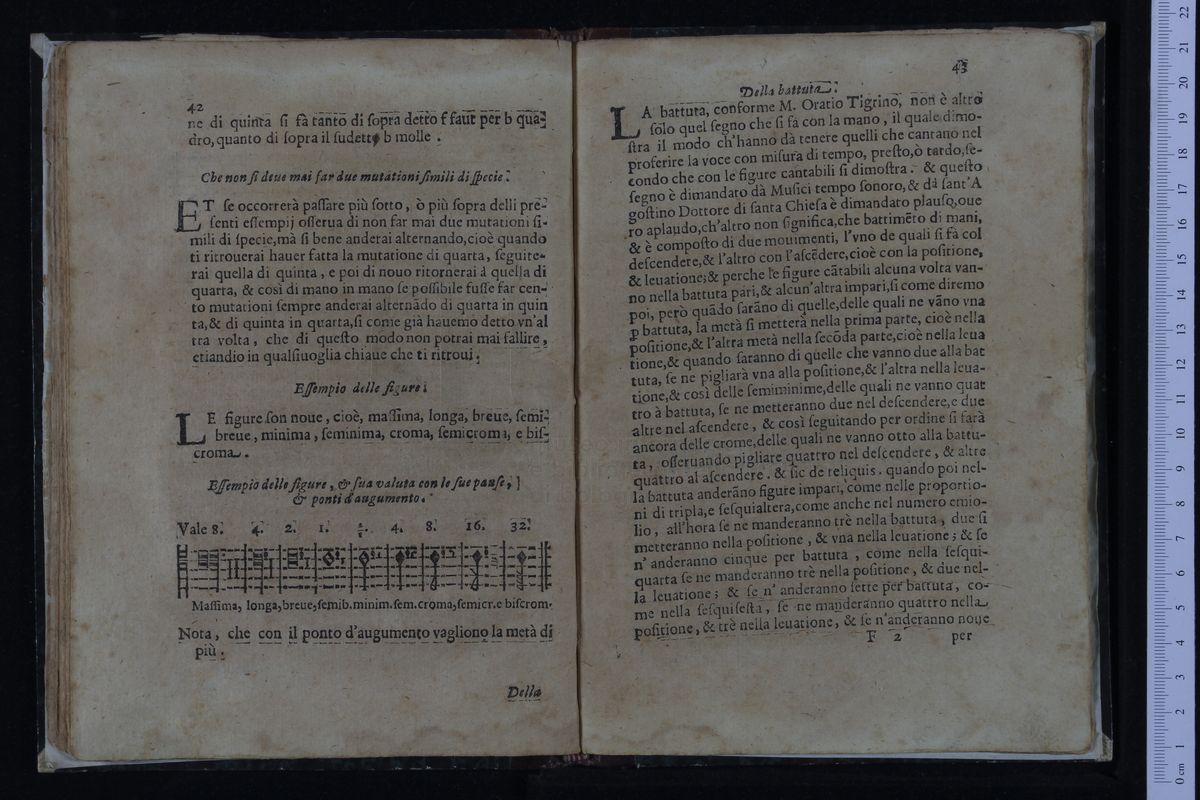 42
ne di quinta si fà tanto di sopra detto f faut per b qua-
dro, quanto di sopra il sudetto b molle .
Che non si deue mai far due mutationi simili di specie.
ET se occorrerà passare più sotto, ò più sopra delli pre-
senti essempij osserua di non far mai due mutationi si-
mili di specie,mà si bene anderai alternando,cioè quando
ti ritrouerai hauer fatta la mutatione di quarta, seguite-
rai quella di quinta, e poi di nouo ritornerai à quella di
quarta, & così di mano in mano se possibile fusse far cen-
to mutationi sempre anderai alternãdo di quarta in quin
ta,& di quinta in quarta,si come già hauemo detto vn'al
tra volta, che di questo modo non potrai mai fallire,
etiandio in qualsiuoglia chiaue che ti ritroui.
Essempio delle figure.
LE figure son noue, cioè, massima, longa, breue, semi-
breue, minima, seminima, croma, semicroma, e bis-
croma.
Essempio delle figure, & sua valuta con le sue pause,
& ponti d'augumento.
Vale 8. 4. 2. 1. 4. 8. 16. 32.
Massima, longa,breue,semib.minim.sem.croma,semicr.e biscrom.
Nota, che con il ponto d'augumento vagliono la metà di
più.
Della
43
Della battuta.
LA battuta, conforme M. Oratio Tigrino, non è altro
solo quel segno che si fà con la mano, il quale dimo-
stra il modo ch'hanno dà tenere quelli che cantano nel
proferire la voce con misura di tempo, presto,ò tardo,se-
condo che con le figure cantabili si dimostra. & questo
segno è dimandato dà Musici tempo sonoro,& dà sant'A
gostino Dottore di santa Chiesa è dimandato plauso,oue
ro aplaudo,ch'altro non significa,che battimẽto di mani,
& è composto di due mouimenti, l'vno de quali si fà col
descendere,& l'altro con l'ascẽdere,cioè con la positione,
& leuatione;& perche le figure cãtabili alcuna volta van-
no nella battuta pari,& alcun'altra impari,si come diremo
poi, però quãdo sarãno di quelle,delle quali ne vãno vna
ꝑ battuta, la metà si metterà nella prima parte, cioè nella
positione,& l'altra metà nella secõda parte,cioè nella leua
tione,& quando saranno di quelle che vanno due alla bat
tuta, se ne pigliarà vna alla positione,& l'altra nella leua-
tione,& così delle semiminime,delle quali ne vanno quat
tro à battuta, se ne metteranno due nel descendere,e due
altre nel ascendere, & così seguitando per ordine si farà
ancora delle crome,delle quali ne vanno otto alla battu-
ta, osseruando pigliare quattro nel descendere, & altre
quattro al ascendere. & sic de reliquis. quando poi nel-
la battuta anderãno figure impari, come nelle proportio-
ni di tripla,e sesquialtera,come anche nel numero emio-
lio, all'hora se ne manderanno trè nella battuta, due si
metteranno nella positione, & vna nella leuatione; & se
n'anderanno cinque per battuta, come nella sesqui-
quarta se ne manderanno trè nella positione, & due nel-
la leuatione; & se n'anderanno sette per battuta, co-
me nella sesquisesta, se ne manderanno quattro nella
positione, & trè nella leuatione, & se n'anderanno noue
F 2 per
0 cm 1 2 3 4 5 6 7 8 9 10 11 12 13 14 15 16 17 18 19 20 21 22